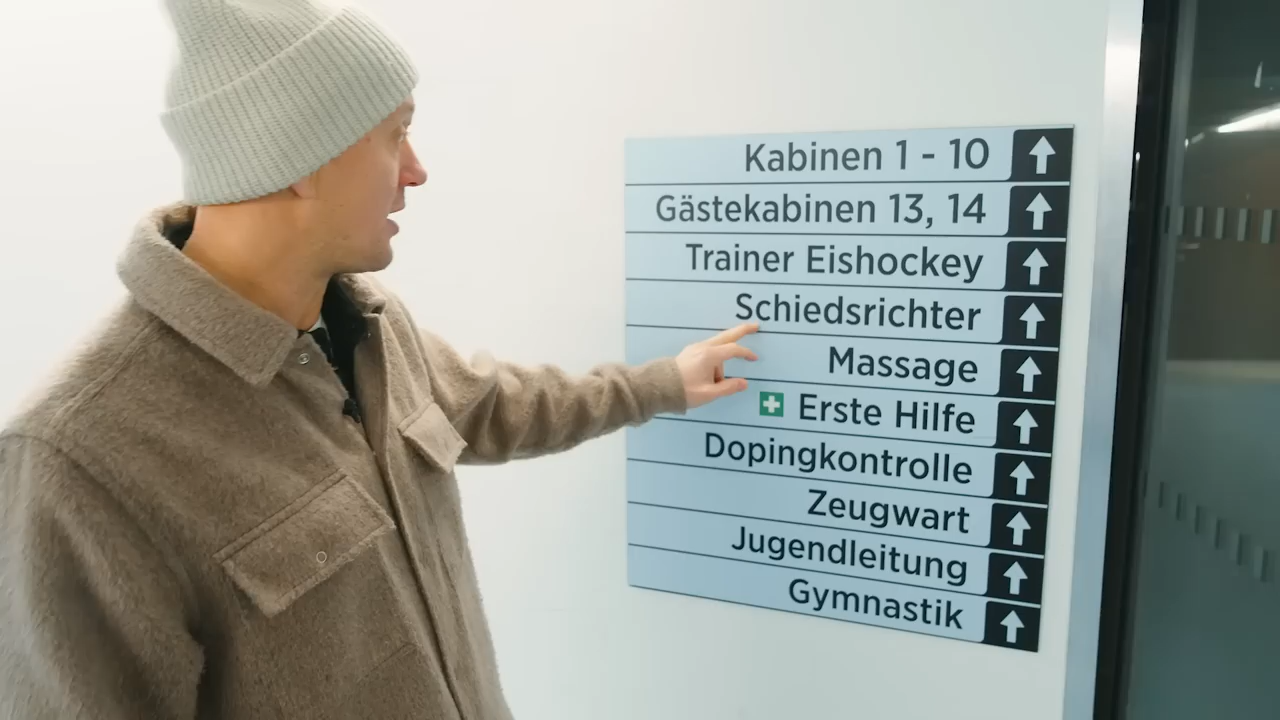 Kabinen 1 - 10
Gästekabinen 13, 14
Trainer Eishockey
Schiedsrichter
Massage
Erste Hilfe
Dopingkontrolle
Zeugwart
Jugendleitung
Gymnastik